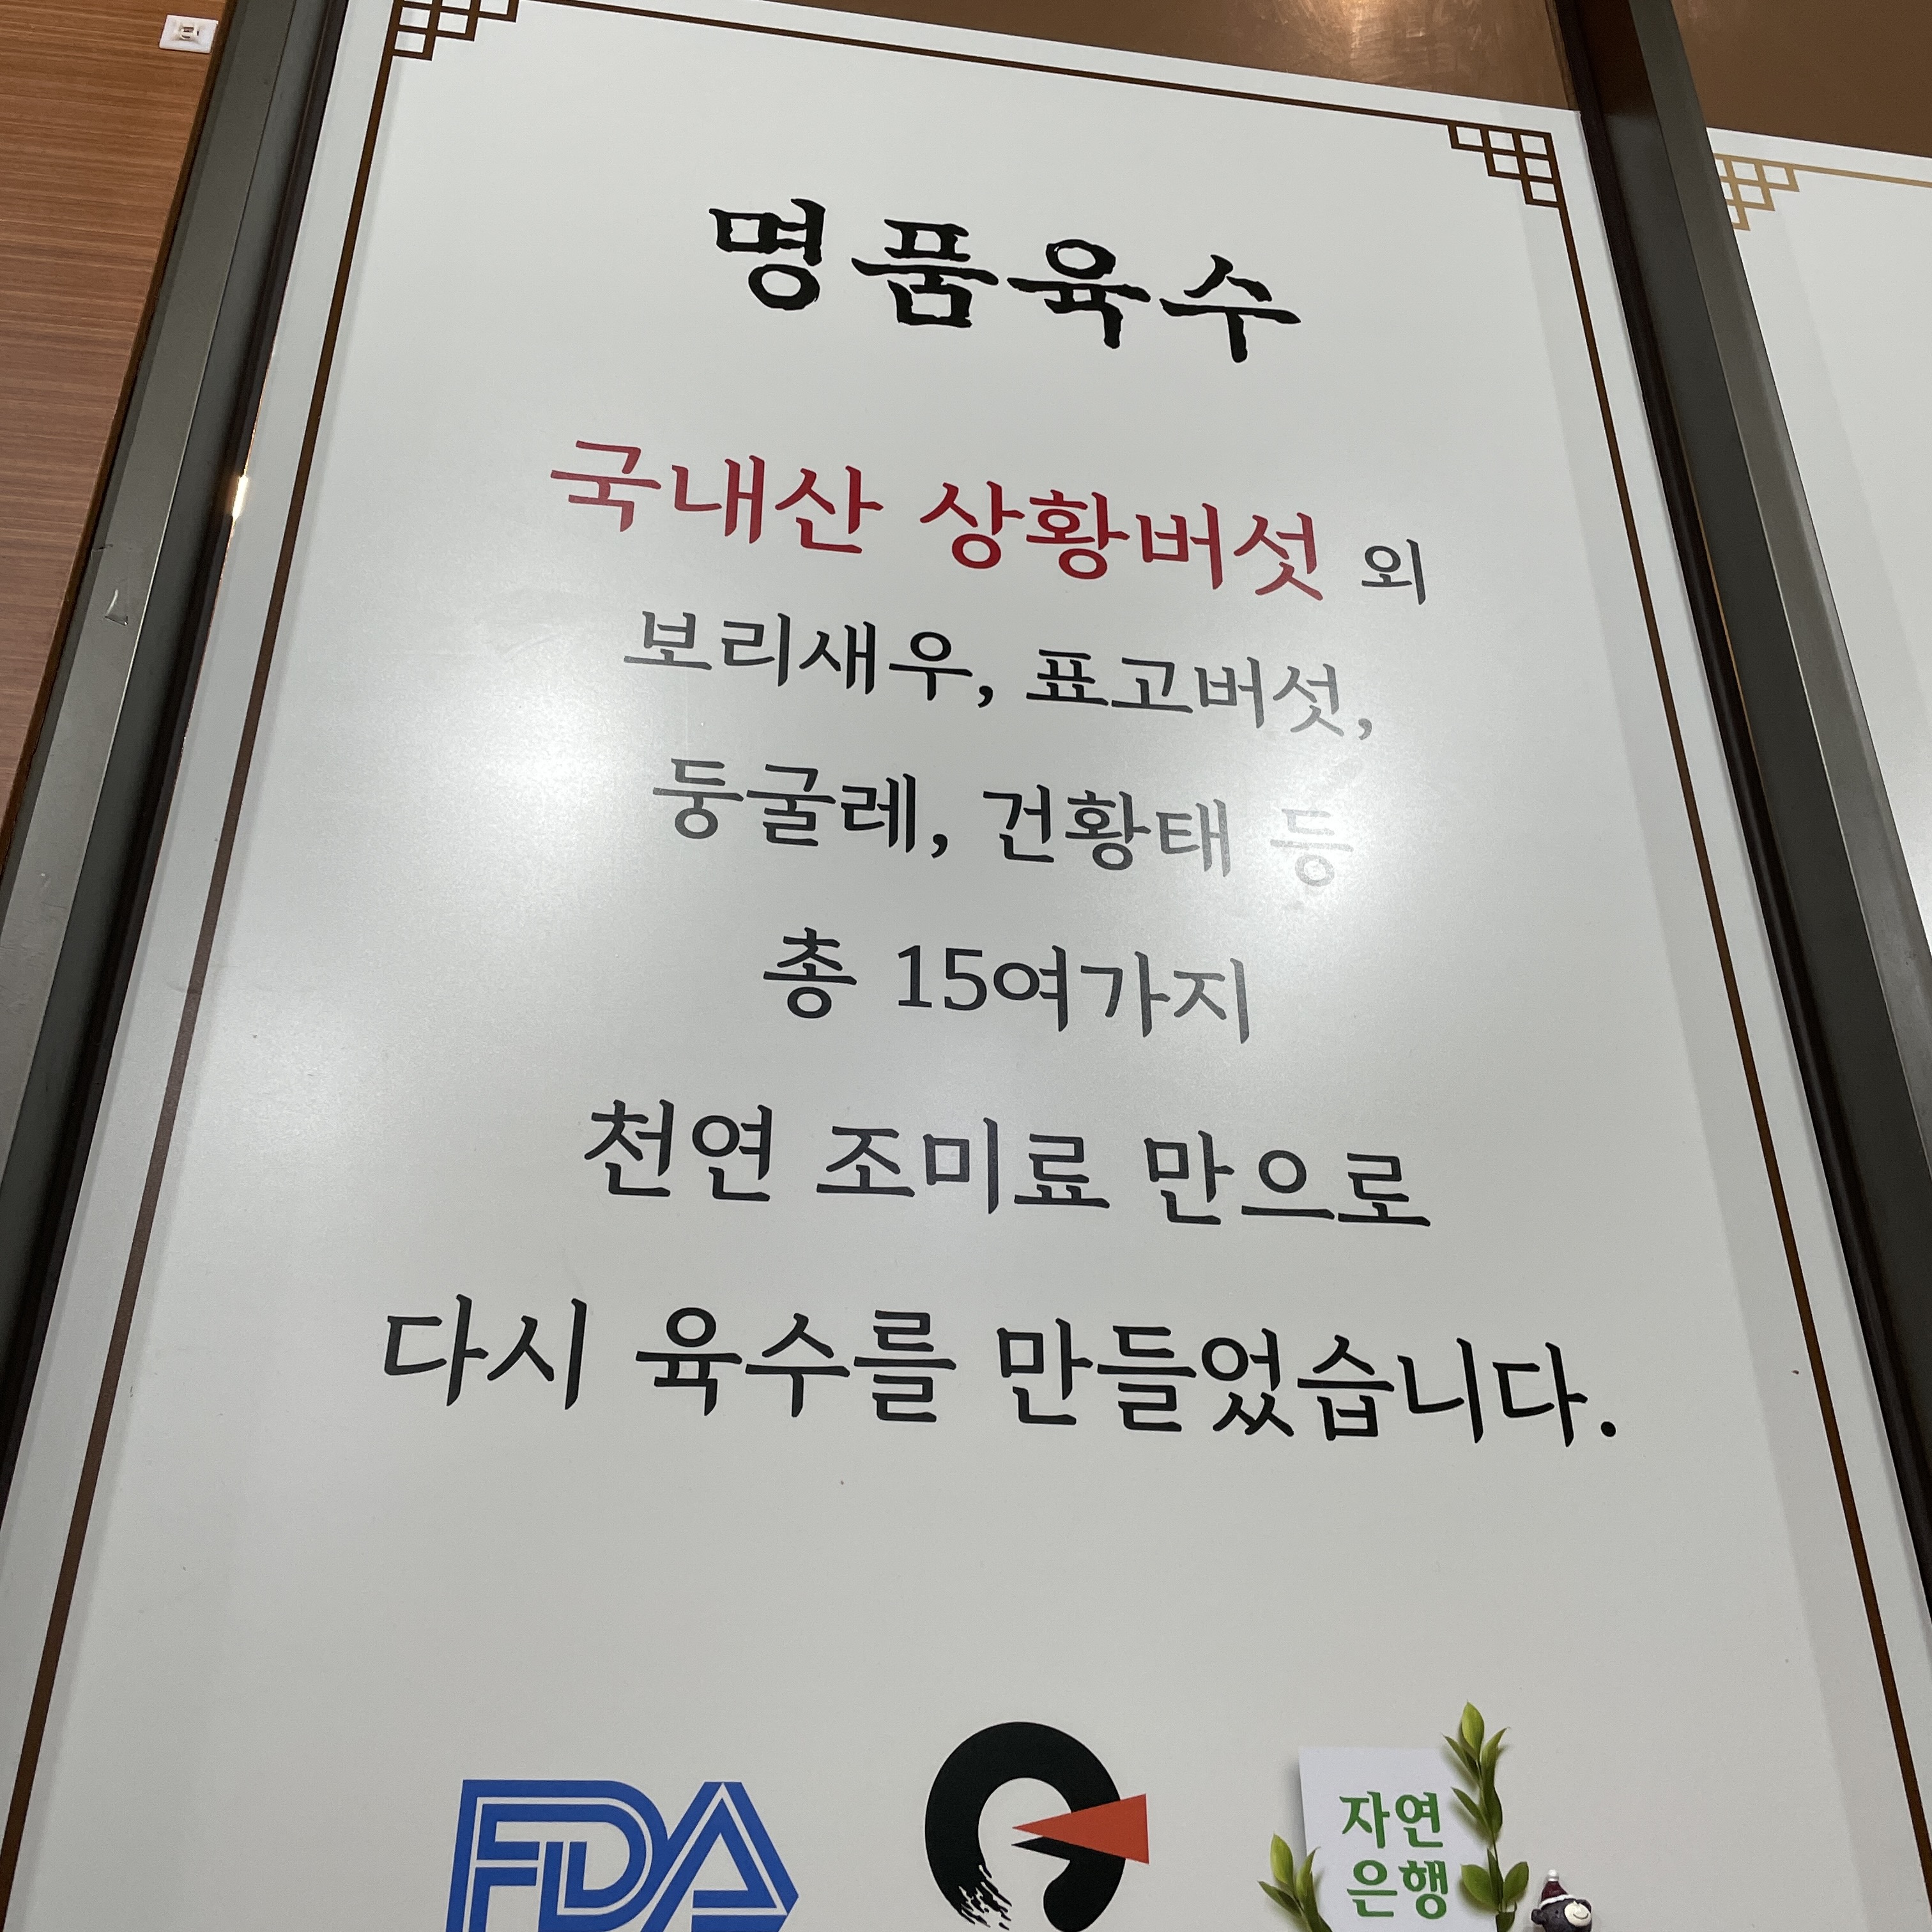 명품육수
국내산 상황버섯 외
보리새우, 표고버섯,
둥굴레, 건황태 등
총 15여가지
천연 조미료 만으로
다시 육수를 만들었습니다.
FDA
자연
은행